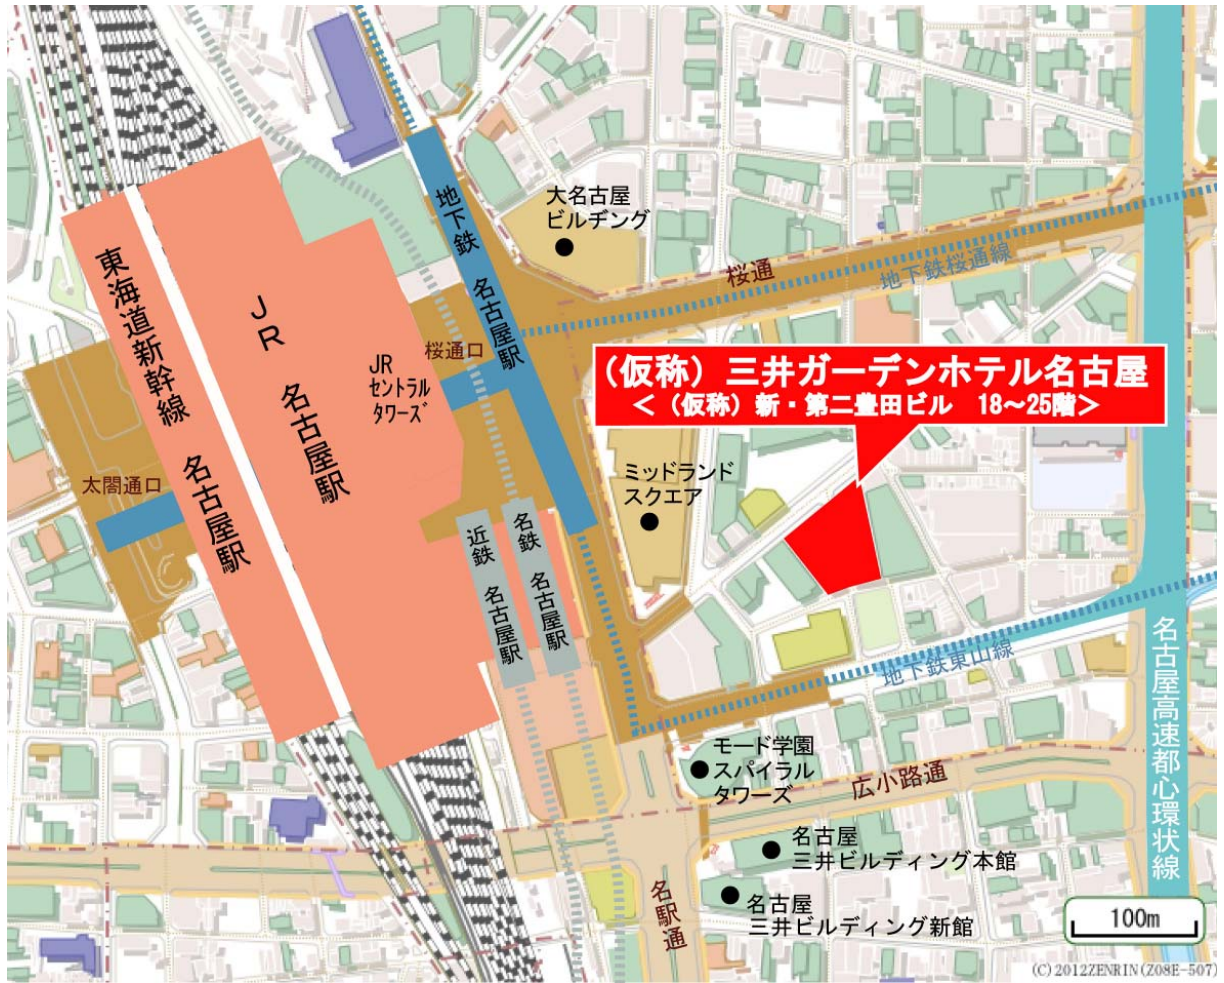 大名古屋
ビルヂング
地下鉄 名古屋駅
桜通
地下鉄桜通線
東海道新幹線 名古屋駅
JR 名古屋駅
JR
セントラル
タワーズ
桜通口
(仮称) 三井ガーデンホテル名古屋
＜(仮称) 新・第二豊田ビル 18～25階＞
太閤通口
ミッドランド
スクエア
近鉄 名古屋駅
名鉄 名古屋駅
地下鉄東山線
名古屋高速都心環状線
モード学園
スパイラル
タワーズ
広小路通
名古屋
三井ビルディング本館
名古屋
三井ビルディング新館
名駅通
100m
(C)2012ZENRIN(Z08E-507)